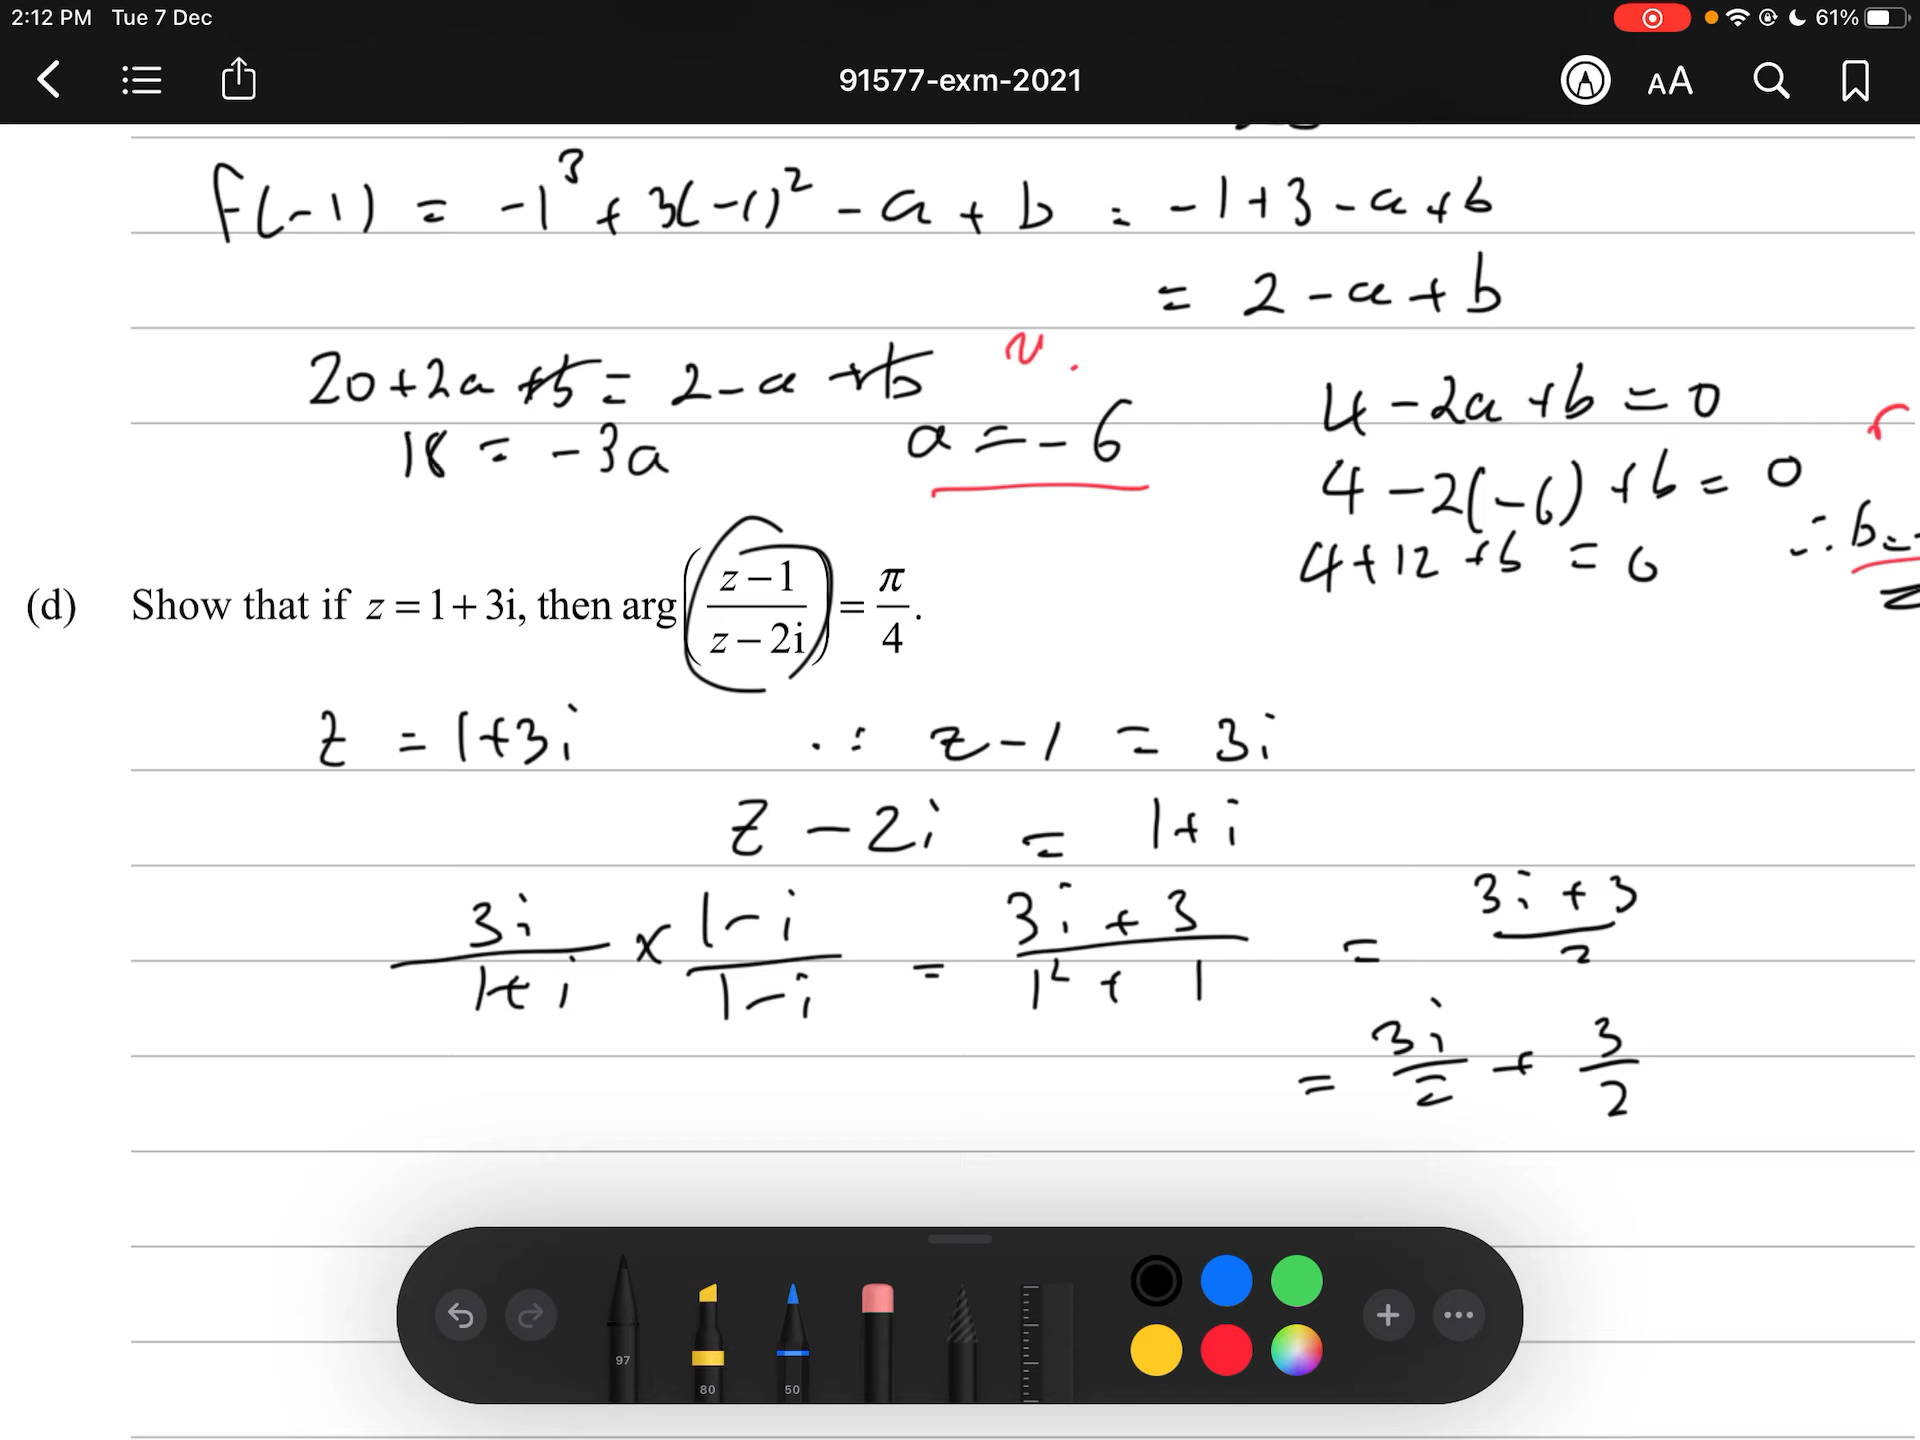 2:12 PM Tue 7 Dec 61%
91577-exm-2021
AA
f(-1) = -1³ + 3(-1)² - a + b = -1+3-a+b
= 2 - a + b
20+2a +b = 2-a +b
18 = -3a a = -6
4 - 2a + b = 0
4 - 2(-6) + b = 0
4+12 +b = 0 ∴ b =
(d) Show that if z = 1+3i, then arg((z-1)/(z-2i)) = π/4.
z = 1+3i ∴ z-1 = 3i
z - 2i = 1+i
3i/(1+i) × (1-i)/(1-i) = (3i + 3)/(1² + 1) = (3i + 3)/2
= 3i/2 + 3/2
97 80 50